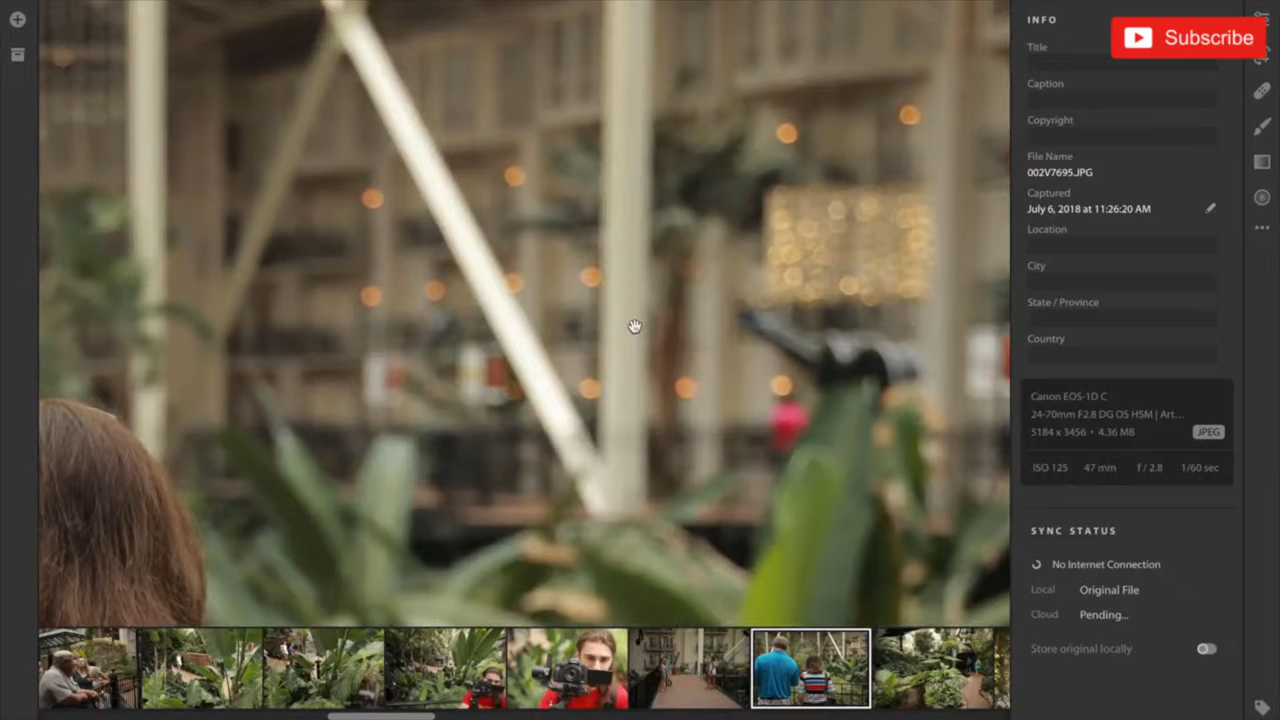 INFO
Subscribe
Title
Caption
Copyright
File Name
002V7695.JPG
Captured
July 6, 2018 at 11:26:20 AM
Location
City
State / Province
Country
Canon EOS-1D C
24-70mm F2.8 DG OS HSM | Art...
5184 x 3456 • 4.36 MB JPEG
ISO 125 47 mm f / 2.8 1/60 sec
SYNC STATUS
No Internet Connection
Local Original File
Cloud Pending...
Store original locally